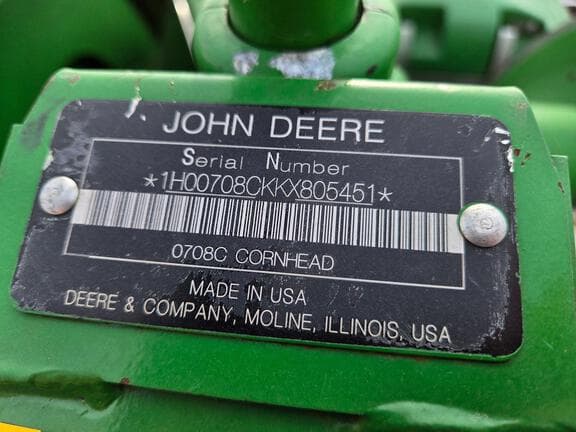 JOHN DEERE
Serial Number
*1H00708CKKX805451*
0708C CORNHEAD
MADE IN USA
DEERE & COMPANY, MOLINE, ILLINOIS, USA